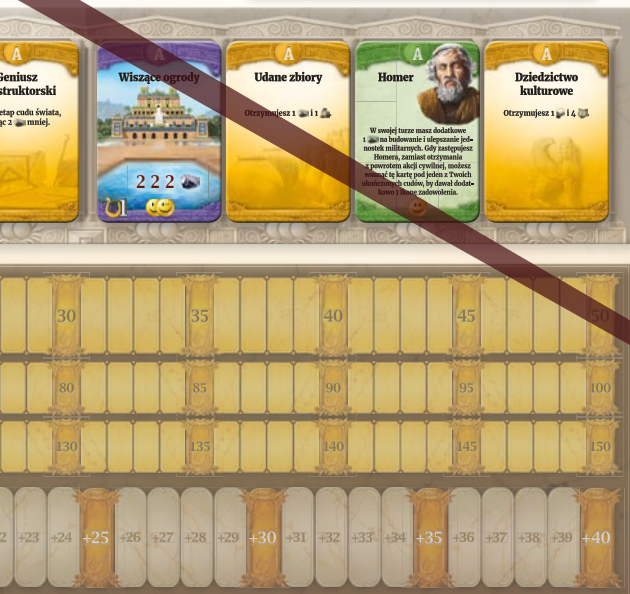 A
Geniusz
etap cudu świata,
mniej.
A
Wiszące ogrody
2 2 2
1
A
Udane zbiory
Otrzymujesz 1 i 1
A
Homer
W swojej turze masz dodatkowe
1 na budowanie i ulepszanie jed-
nostek militarnych. Gdy zastępujesz
Homera, zamiast otrzymania
z powrotem akcji cywilnej, możesz
wsunąć tę kartę pod jeden z Twoich
ukończonych cudów, by dawał dodat-
kowo 1 ikonę zadowolenia.
A
Dziedzictwo
kulturowe
Otrzymujesz 1 i 4
30 35 40 45 50
80 85 90 95 100
130 135 140 145 150
+23 +24 +25 +26 +27 +28 +29 +30 +31 +32 +33 +34 +35 +36 +37 +38 +39 +40